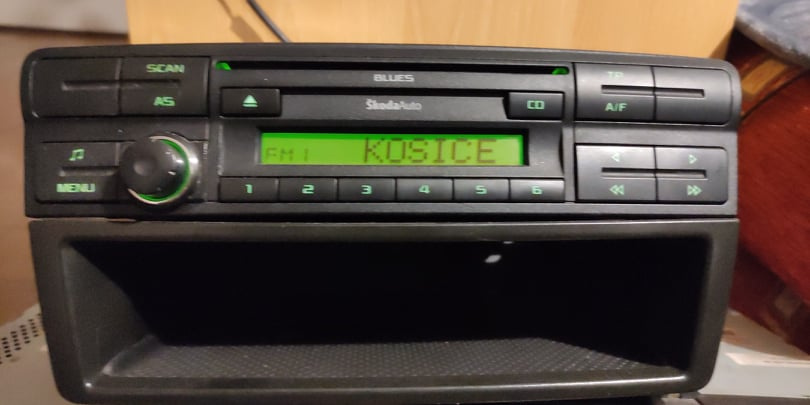 SCAN
AS
BLUES
ŠkodaAuto
CD
TP
A/F
MENU
FM1 KOSICE
1 2 3 4 5 6